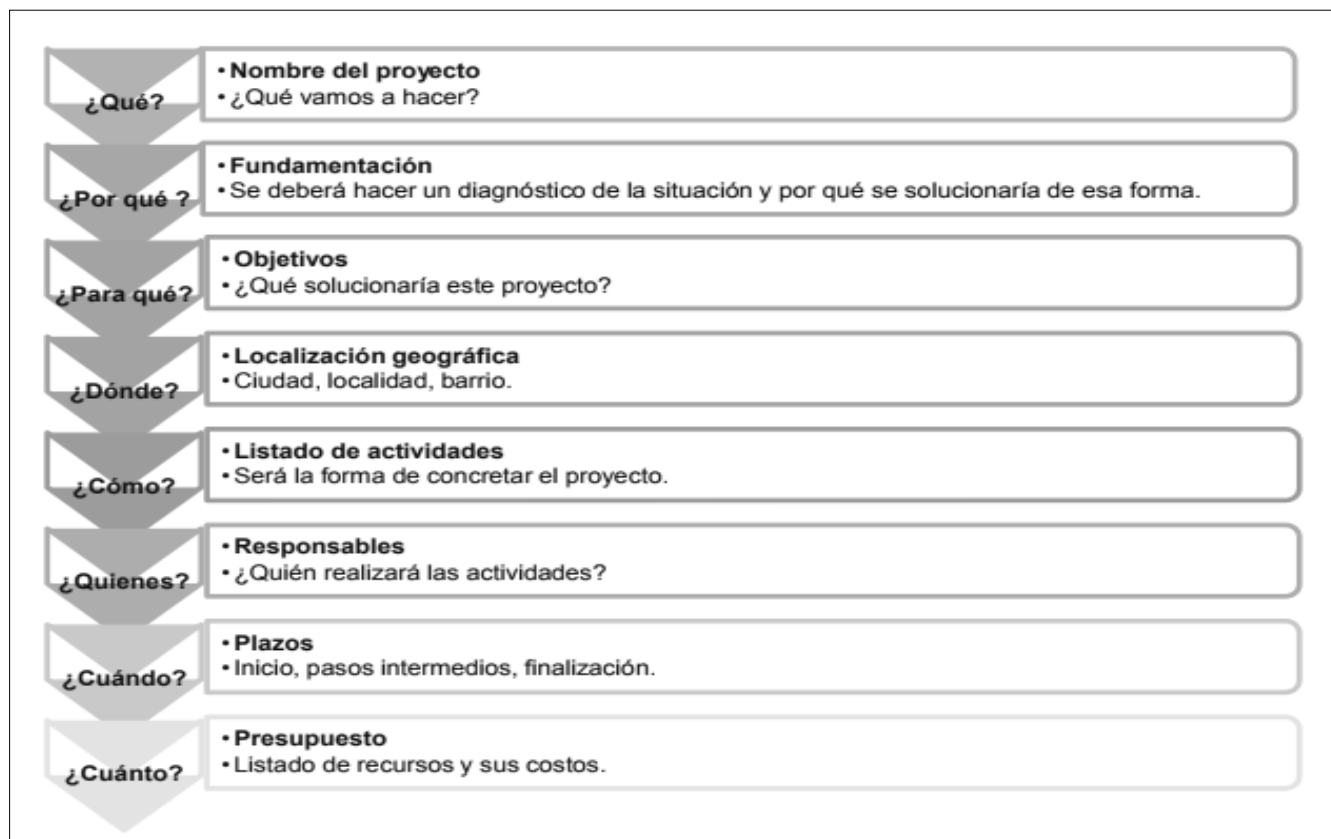 ¿Qué?
• Nombre del proyecto
• ¿Qué vamos a hacer?
¿Por qué ?
• Fundamentación
• Se deberá hacer un diagnóstico de la situación y por qué se solucionaría de esa forma.
¿Para qué?
• Objetivos
• ¿Qué solucionaría este proyecto?
¿Dónde?
• Localización geográfica
• Ciudad, localidad, barrio.
¿Cómo?
• Listado de actividades
• Será la forma de concretar el proyecto.
¿Quienes?
• Responsables
• ¿Quién realizará las actividades?
¿Cuándo?
• Plazos
• Inicio, pasos intermedios, finalización.
¿Cuánto?
• Presupuesto
• Listado de recursos y sus costos.